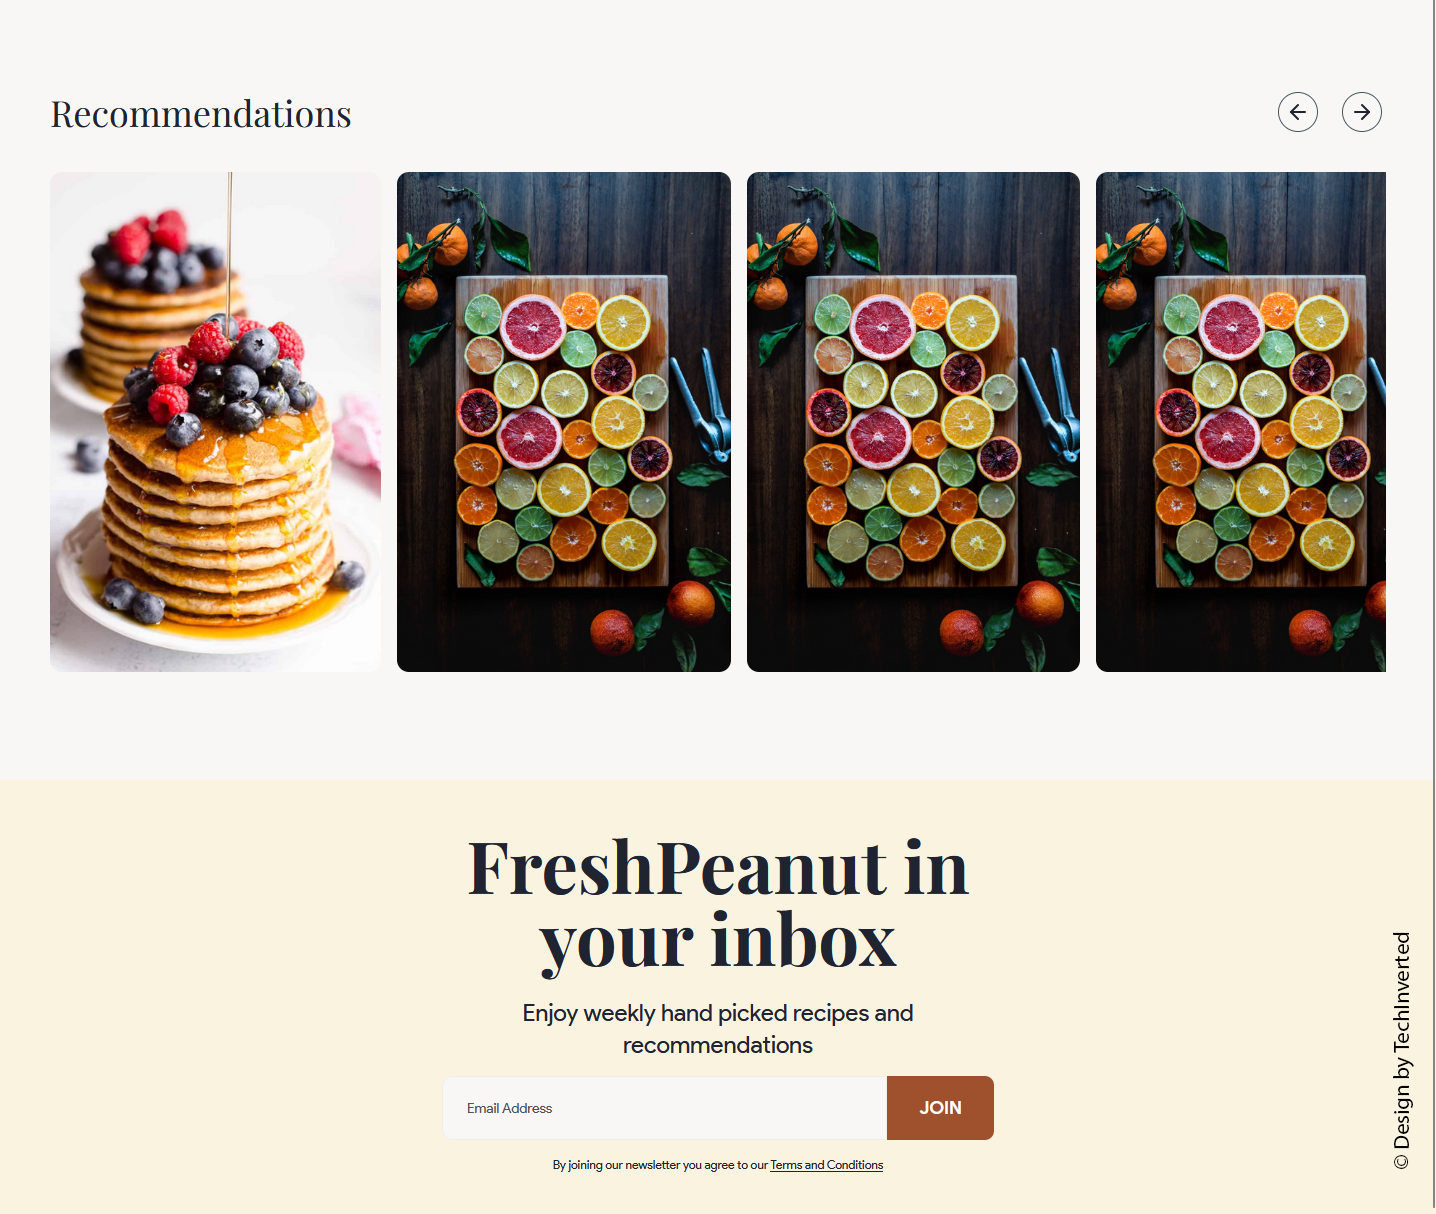 Recommendations
FreshPeanut in
your inbox
Enjoy weekly hand picked recipes and
recommendations
Email Address
JOIN
By joining our newsletter you agree to our Terms and Conditions
© Design by TechInverted